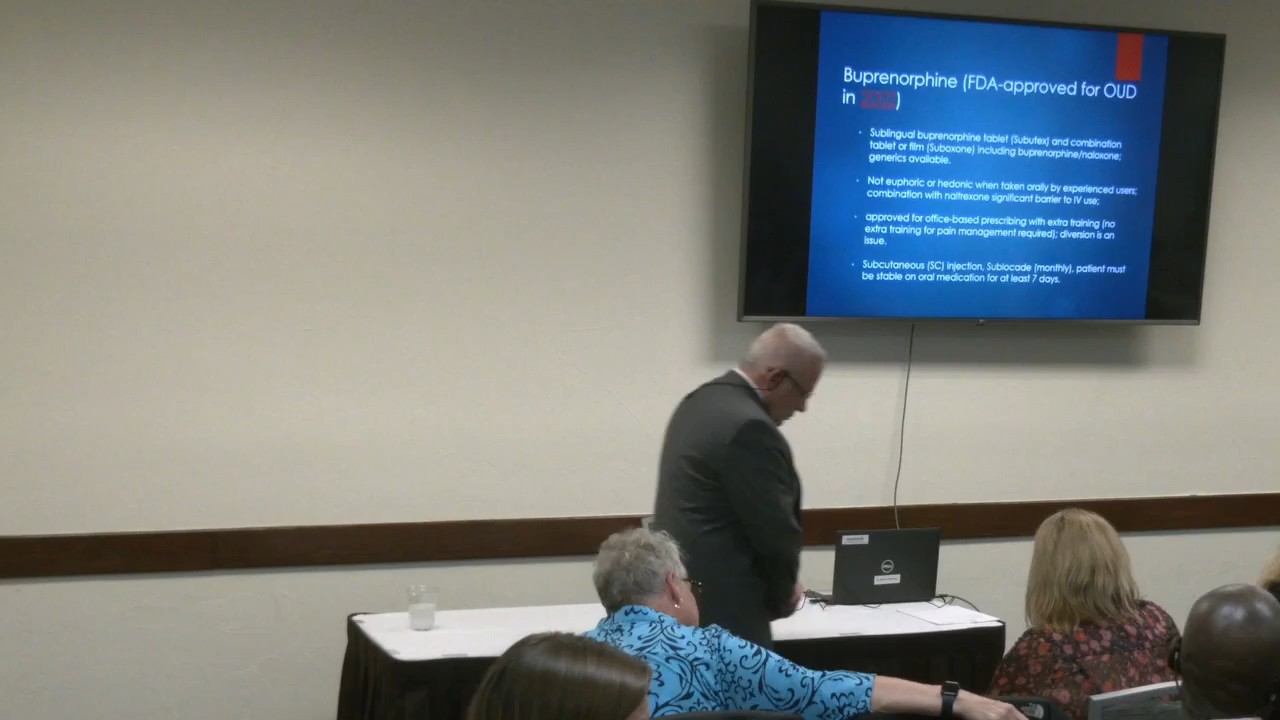 Buprenorphine (FDA-approved for OUD
in )
Sublingual buprenorphine tablet (Subutex) and combination
tablet or film (Suboxone) including buprenorphine/naloxone;
generics available.
Not euphoric or hedonic when taken orally by experienced users;
combination with naltrexone significant barrier to IV use;
approved for office-based prescribing with extra training (no
extra training for pain management required); diversion is an
issue.
Subcutaneous (SC) injection, Sublocade (monthly), patient must
be stable on oral medication for at least 7 days.
DELL